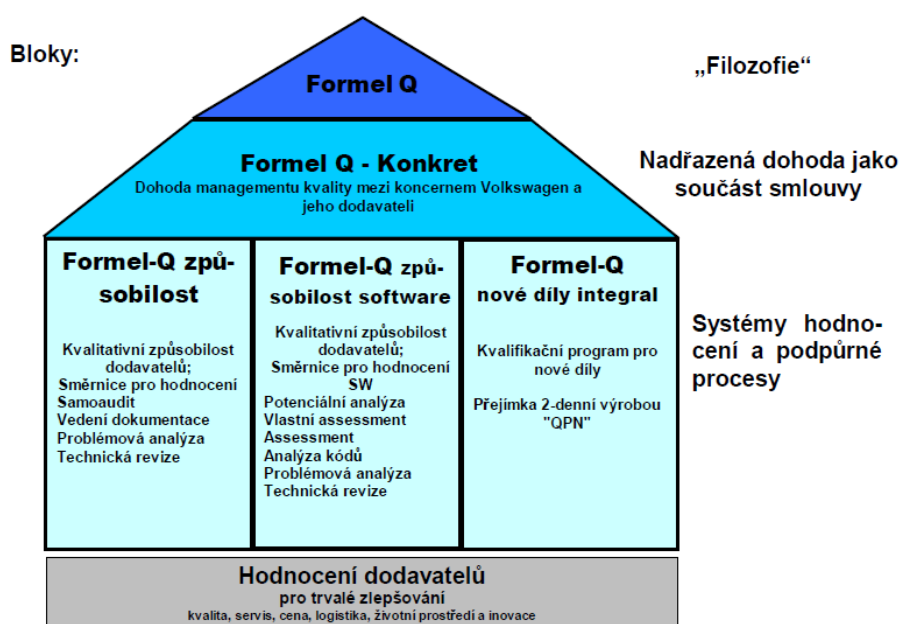 Bloky:
Formel Q
„Filozofie“
Formel Q - Konkret
Dohoda managementu kvality mezi koncernem Volkswagen a
jeho dodavateli
Nadřazená dohoda jako
součást smlouvy
Formel-Q způ-
sobilost
Kvalitativní způsobilost
dodavatelů;
Směrnice pro hodnocení
Samoaudit
Vedení dokumentace
Problémová analýza
Technická revize
Formel-Q způ-
sobilost software
Kvalitativní způsobilost
dodavatelů;
Směrnice pro hodnocení
SW
Potenciální analýza
Vlastní assessment
Assessment
Analýza kódů
Problémová analýza
Technická revize
Formel-Q
nové díly integral
Kvalifikační program pro
nové díly
Přejímka 2-denní výrobou
"QPN"
Systémy hodno-
cení a podpůrné
procesy
Hodnocení dodavatelů
pro trvalé zlepšování
kvalita, servis, cena, logistika, životní prostředí a inovace